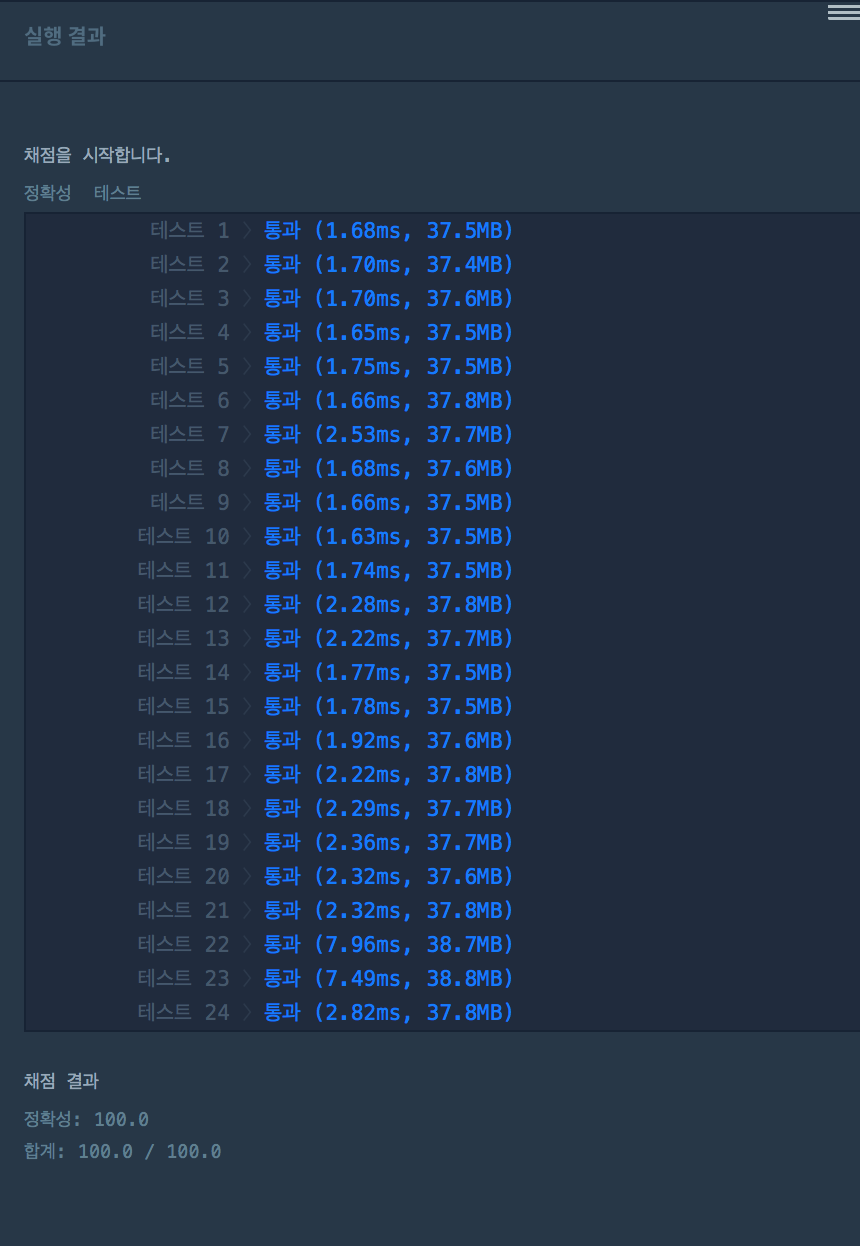 실행 결과
채점을 시작합니다.
정확성 테스트
테스트 1 〉 통과 (1.68ms, 37.5MB)
테스트 2 〉 통과 (1.70ms, 37.4MB)
테스트 3 〉 통과 (1.70ms, 37.6MB)
테스트 4 〉 통과 (1.65ms, 37.5MB)
테스트 5 〉 통과 (1.75ms, 37.5MB)
테스트 6 〉 통과 (1.66ms, 37.8MB)
테스트 7 〉 통과 (2.53ms, 37.7MB)
테스트 8 〉 통과 (1.68ms, 37.6MB)
테스트 9 〉 통과 (1.66ms, 37.5MB)
테스트 10 〉 통과 (1.63ms, 37.5MB)
테스트 11 〉 통과 (1.74ms, 37.5MB)
테스트 12 〉 통과 (2.28ms, 37.8MB)
테스트 13 〉 통과 (2.22ms, 37.7MB)
테스트 14 〉 통과 (1.77ms, 37.5MB)
테스트 15 〉 통과 (1.78ms, 37.5MB)
테스트 16 〉 통과 (1.92ms, 37.6MB)
테스트 17 〉 통과 (2.22ms, 37.8MB)
테스트 18 〉 통과 (2.29ms, 37.7MB)
테스트 19 〉 통과 (2.36ms, 37.7MB)
테스트 20 〉 통과 (2.32ms, 37.6MB)
테스트 21 〉 통과 (2.32ms, 37.8MB)
테스트 22 〉 통과 (7.96ms, 38.7MB)
테스트 23 〉 통과 (7.49ms, 38.8MB)
테스트 24 〉 통과 (2.82ms, 37.8MB)
채점 결과
정확성: 100.0
합계: 100.0 / 100.0